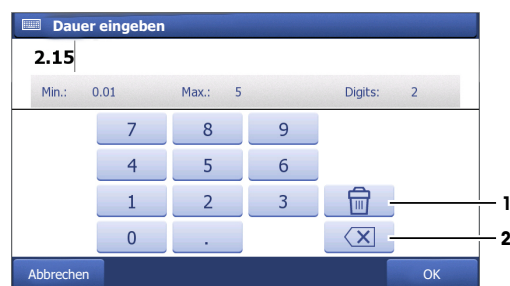 Dauer eingeben
2.15
Min.: 0.01 Max.: 5 Digits: 2
7 8 9
4 5 6
1 2 3 1
0 . 2
Abbrechen OK